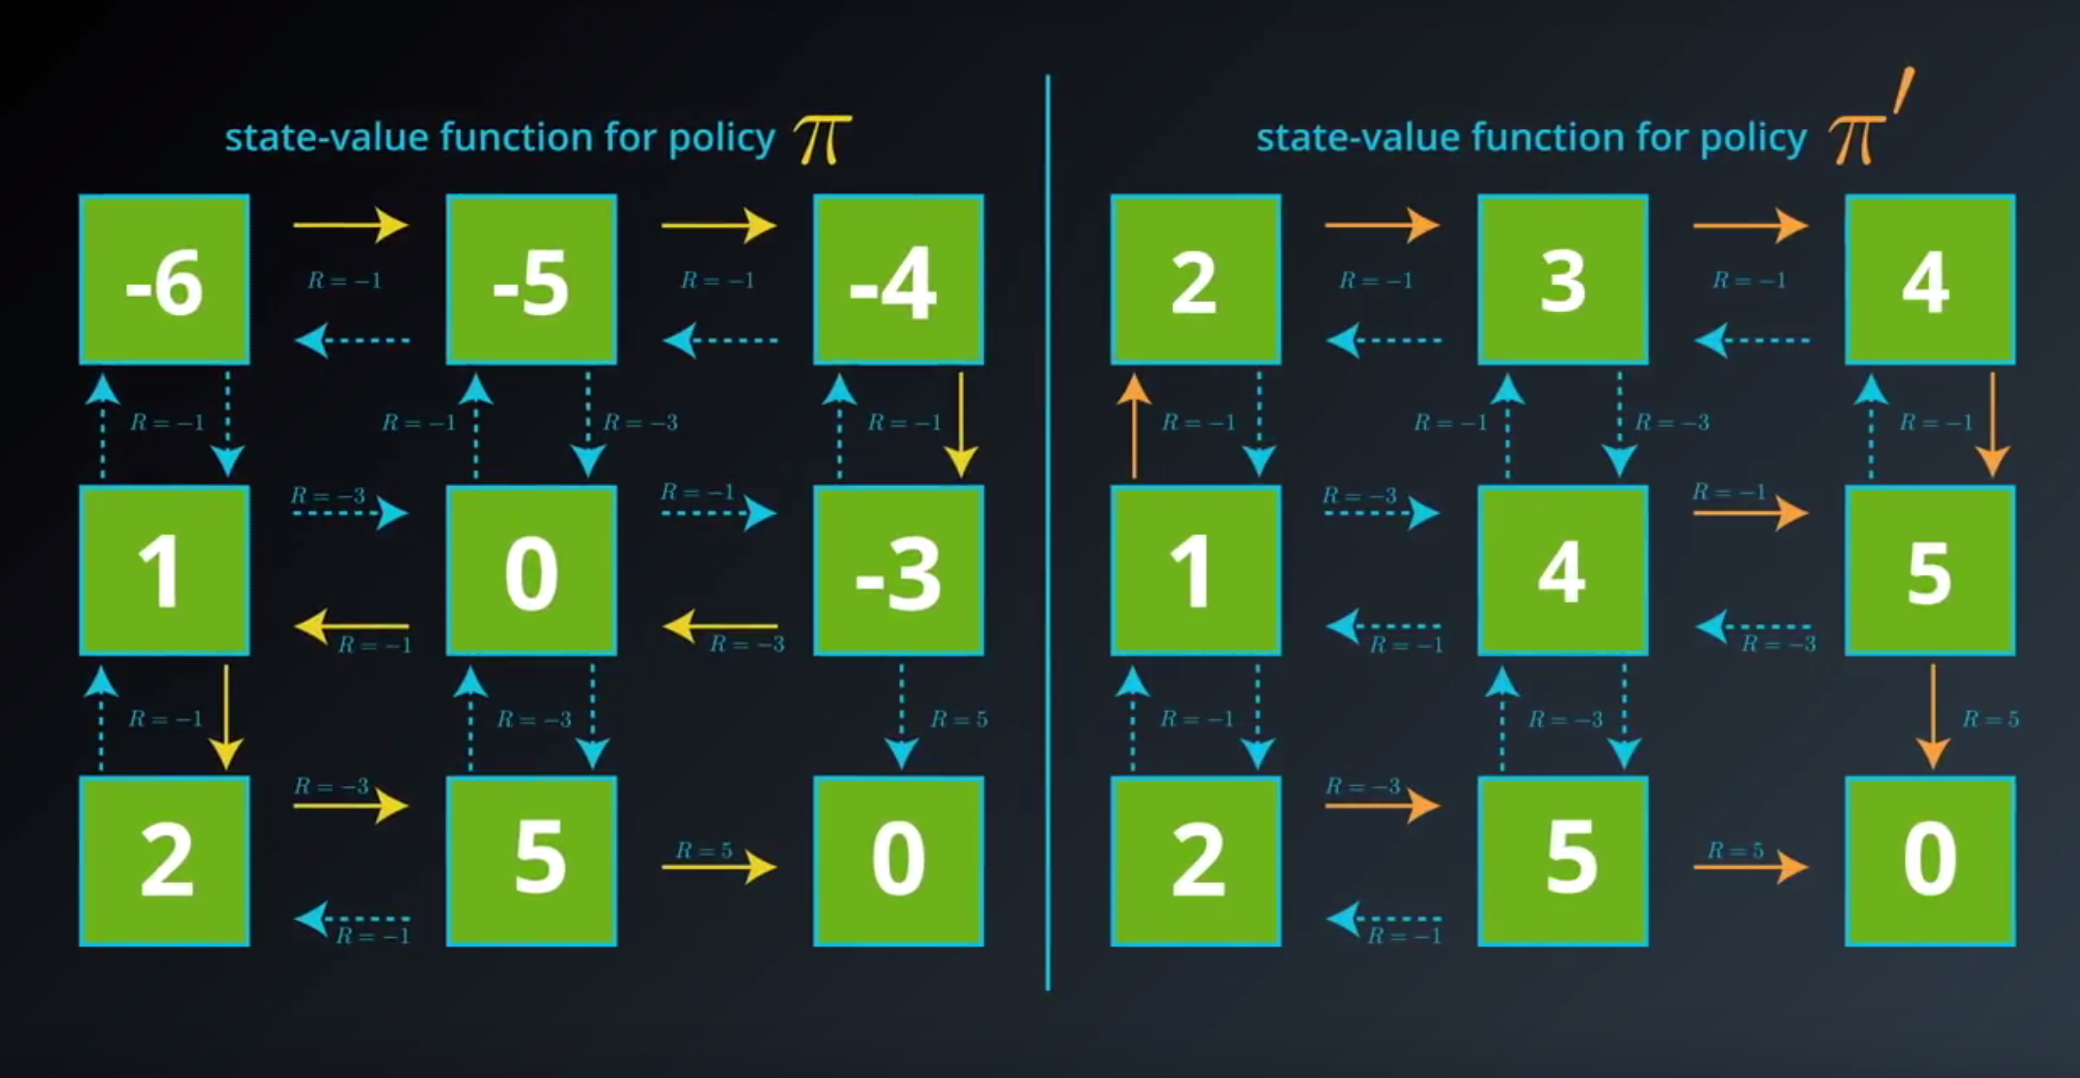 state-value function for policy π
-6 R = −1 -5 R = −1 -4
R = −1 R = −1 R = −3 R = −1
R = −3 R = −1
1 0 -3
R = −1 R = −3
R = −1 R = −3 R = 5
R = −3
2 5 R = 5 0
R = −1
state-value function for policy π′
2 R = −1 3 R = −1 4
R = −1 R = −1 R = −3 R = −1
R = −3 R = −1
1 4 5
R = −1 R = −3
R = −1 R = −3 R = 5
R = −3
2 5 R = 5 0
R = −1